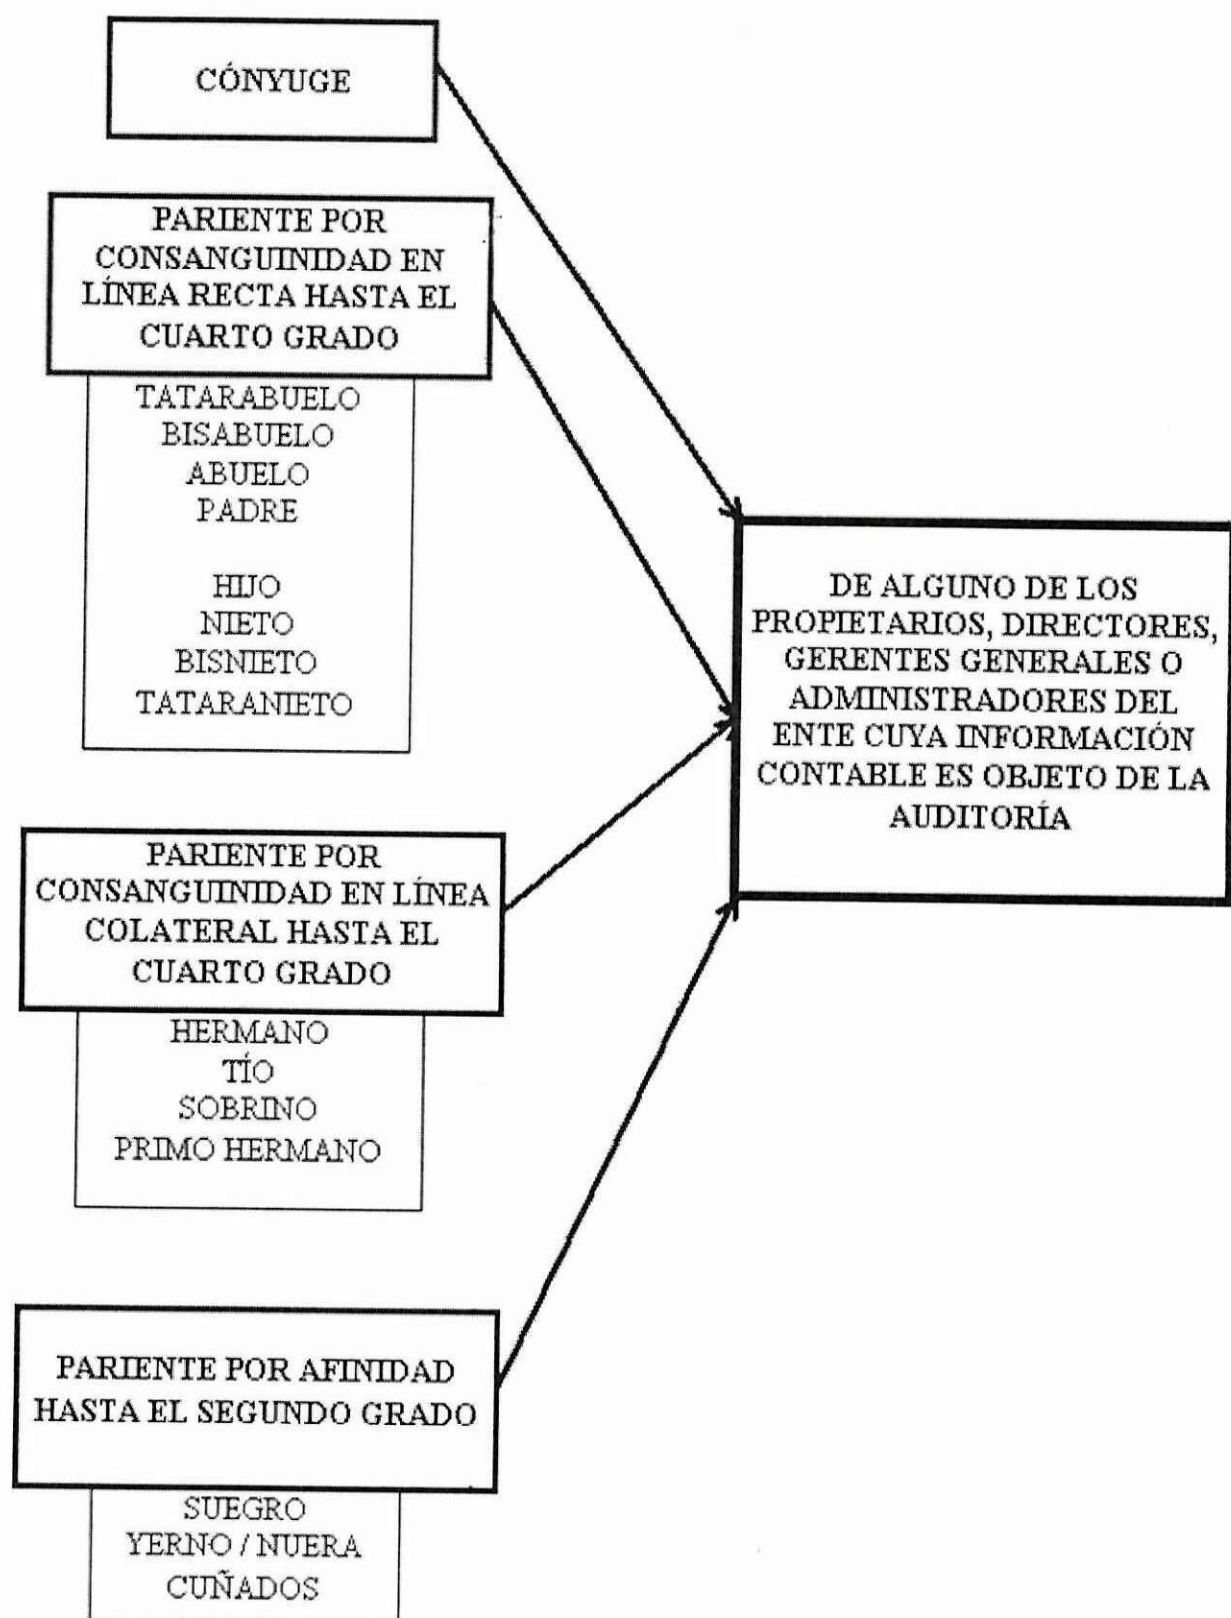 CÓNYUGE
PARIENTE POR
CONSANGUINIDAD EN
LÍNEA RECTA HASTA EL
CUARTO GRADO
TATARABUELO
BISABUELO
ABUELO
PADRE
HIJO
NIETO
BISNIETO
TATARANIETO
PARIENTE POR
CONSANGUINIDAD EN LÍNEA
COLATERAL HASTA EL
CUARTO GRADO
HERMANO
TÍO
SOBRINO
PRIMO HERMANO
PARIENTE POR AFINIDAD
HASTA EL SEGUNDO GRADO
SUEGRO
YERNO / NUERA
CUÑADOS
DE ALGUNO DE LOS
PROPIETARIOS, DIRECTORES,
GERENTES GENERALES O
ADMINISTRADORES DEL
ENTE CUYA INFORMACIÓN
CONTABLE ES OBJETO DE LA
AUDITORÍA